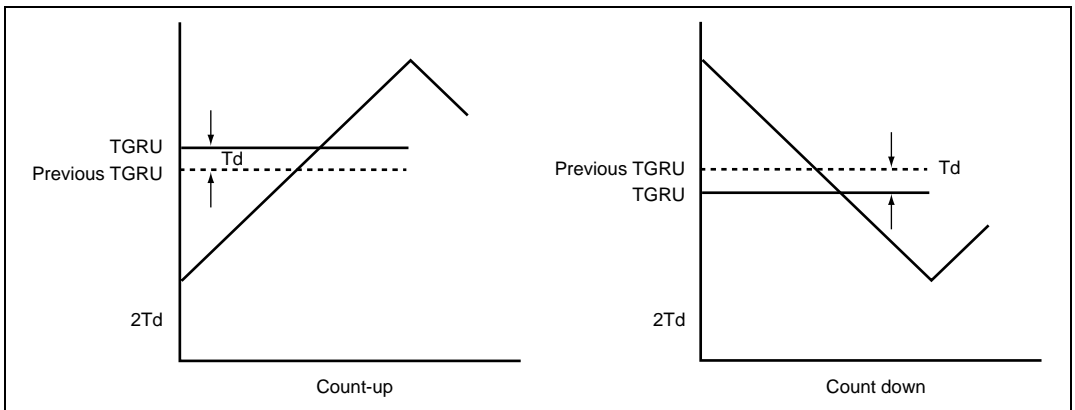 TGRU
Td
Previous TGRU
2Td
Count-up
Previous TGRU
Td
TGRU
2Td
Count down